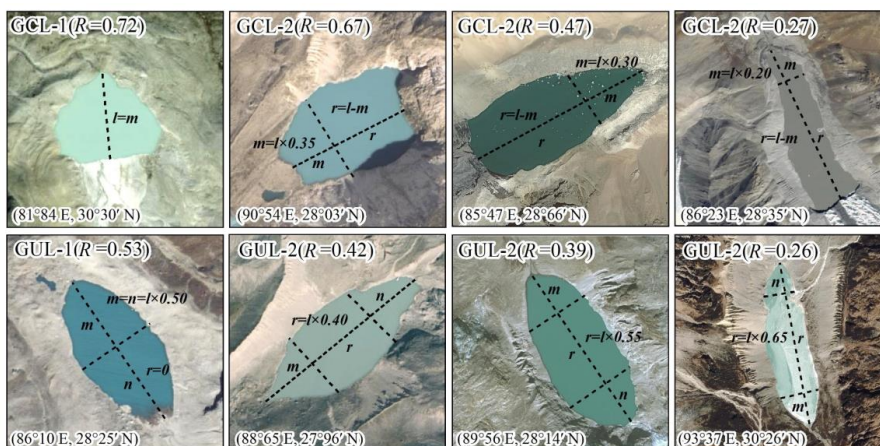 GCL-1(R=0.72)
l=m
(81°84 E, 30°30′ N)
GCL-2(R=0.67)
r=l-m
m=l×0.35
m
r
(90°54 E, 28°03′ N)
GCL-2(R=0.47)
m=l×0.30
m
r=l-m
r
(85°47 E, 28°66′ N)
GCL-2(R=0.27)
m
m=l×0.20
r=l-m
r
(86°23 E, 28°35′ N)
GUL-1(R=0.53)
m=n=l×0.50
m
r=0
n
(86°10 E, 28°25′ N)
GUL-2(R=0.42)
n
r=l×0.40
r
m
(88°65 E, 27°96′ N)
GUL-2(R=0.39)
m
r=l×0.55
r
n
(89°56 E, 28°14′ N)
GUL-2(R=0.26)
n
r=l×0.65
r
m
(93°37 E, 30°26′ N)